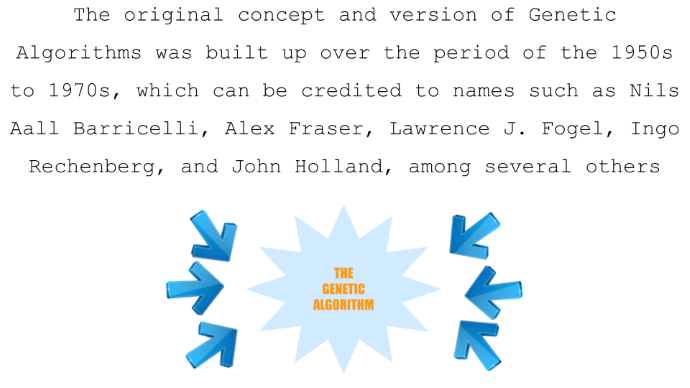 The original concept and version of Genetic
Algorithms was built up over the period of the 1950s
to 1970s, which can be credited to names such as Nils
Aall Barricelli, Alex Fraser, Lawrence J. Fogel, Ingo
Rechenberg, and John Holland, among several others
THE
GENETIC
ALGORITHM